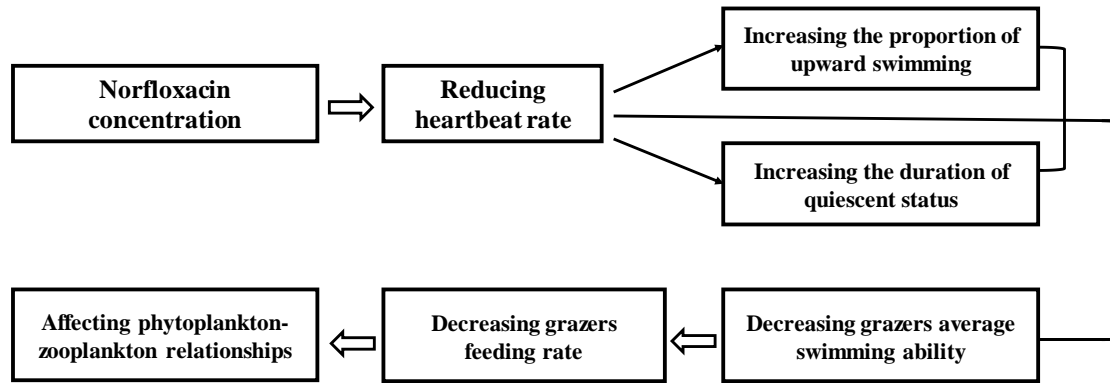 Norfloxacin
concentration
Reducing
heartbeat rate
Increasing the proportion of
upward swimming
Increasing the duration of
quiescent status
Decreasing grazers average
swimming ability
Decreasing grazers
feeding rate
Affecting phytoplankton-
zooplankton relationships